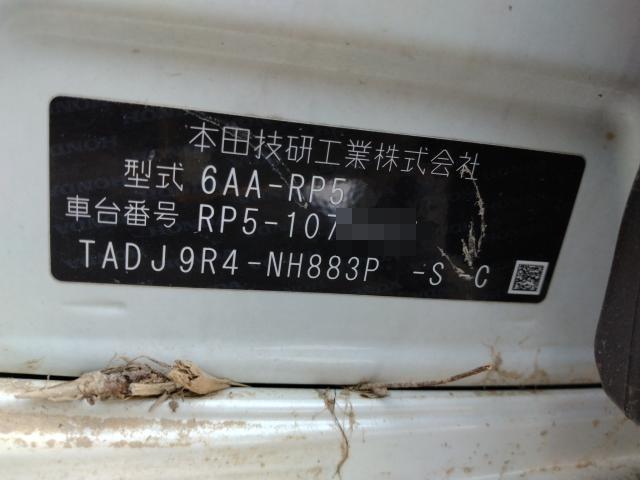 本田技研工業株式会社
型式 6AA-RP5
車台番号 RP5-107
TADJ9R4-NH883P -S -C